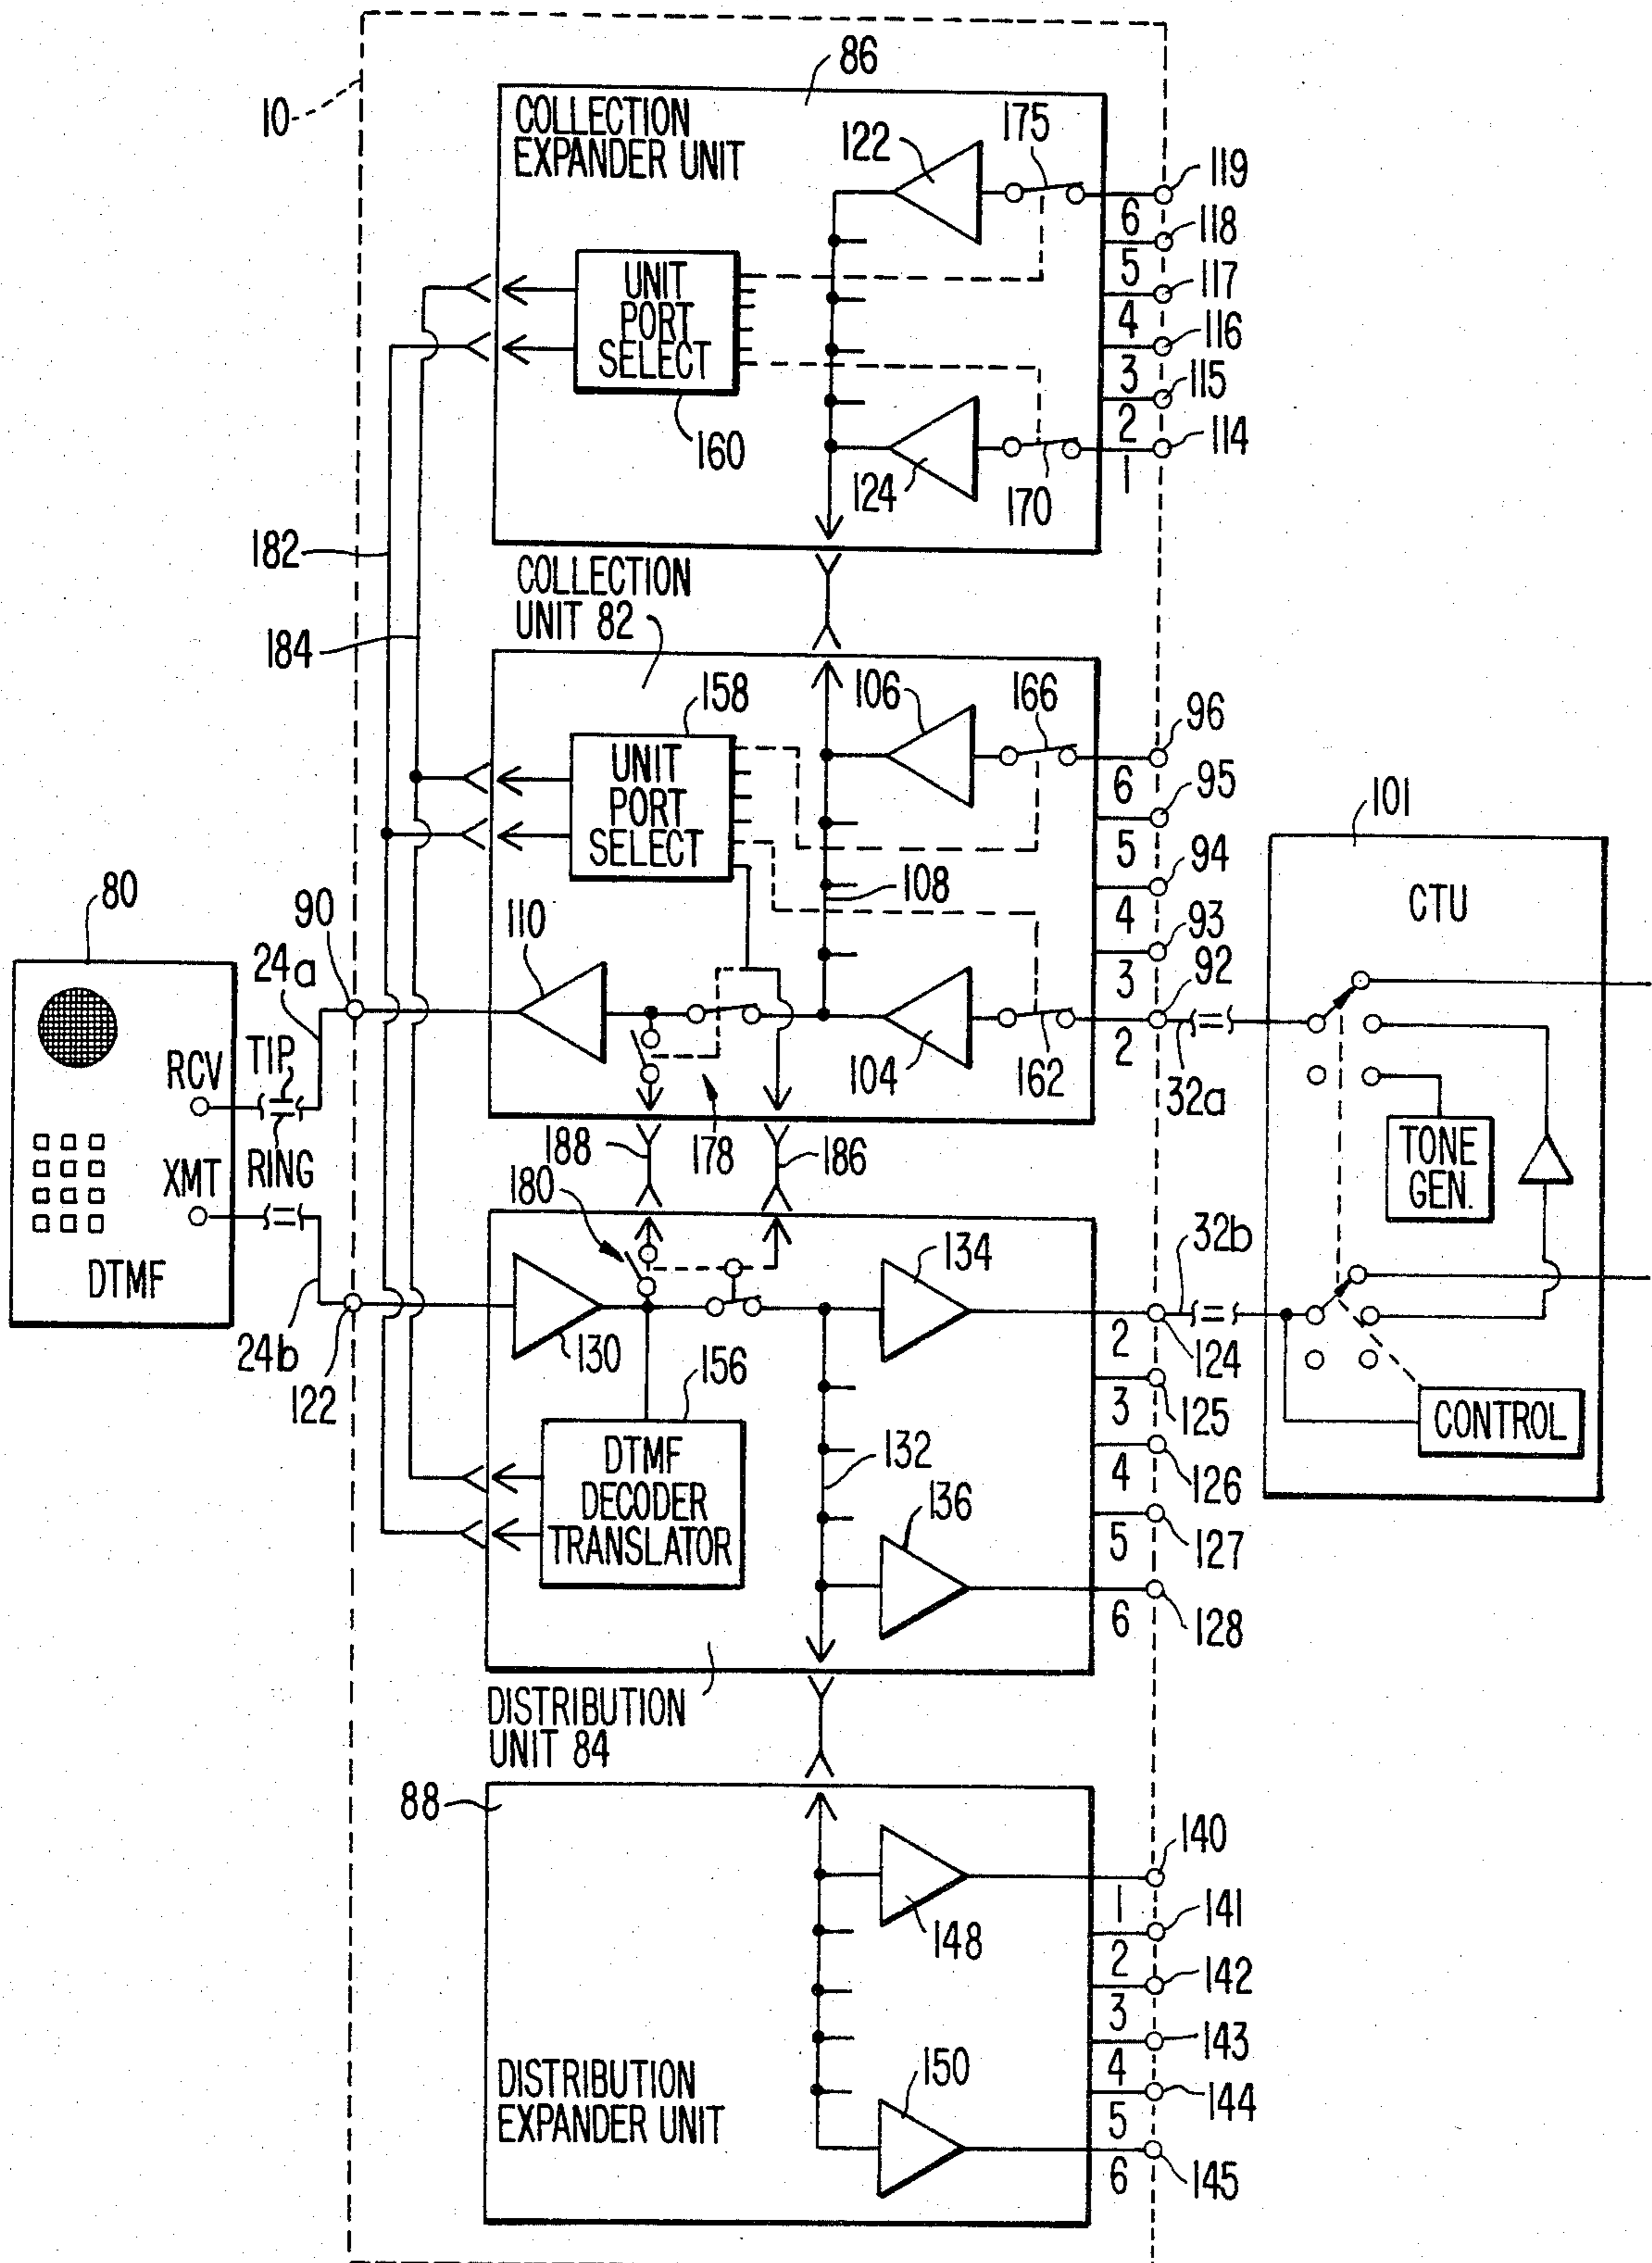 10
86
COLLECTION
EXPANDER UNIT
122
175
119
6
118
5
117
4
116
3
115
2
114
1
UNIT
PORT
SELECT
160
124
170
182
184
COLLECTION
UNIT 82
158
106
166
96
6
95
5
94
4
93
3
92
2
UNIT
PORT
SELECT
108
110
104
162
32a
178
101
CTU
TONE
GEN.
CONTROL
80
90
24a
RCV
TIP
RING
XMT
DTMF
24b
122
188
186
180
130
156
134
32b
2
124
3
125
4
126
5
127
6
128
DTMF
DECODER
TRANSLATOR
132
136
DISTRIBUTION
UNIT 84
88
140
1
141
2
142
3
143
4
144
5
145
6
148
150
DISTRIBUTION
EXPANDER UNIT